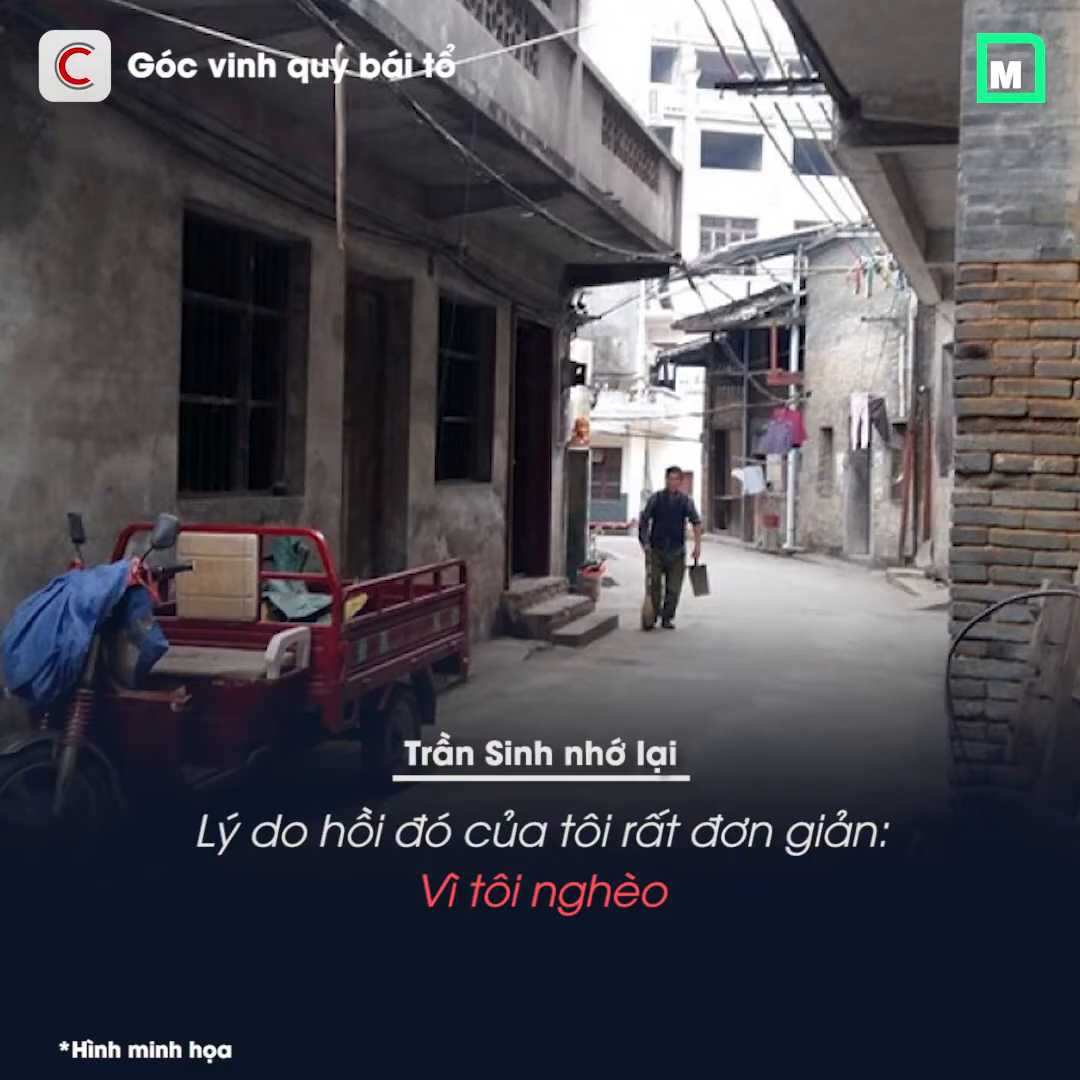 C
Góc vinh quy bái tổ
M
Trần Sinh nhớ lại
Lý do hồi đó của tôi rất đơn giản:
Vì tôi nghèo
*Hình minh họa